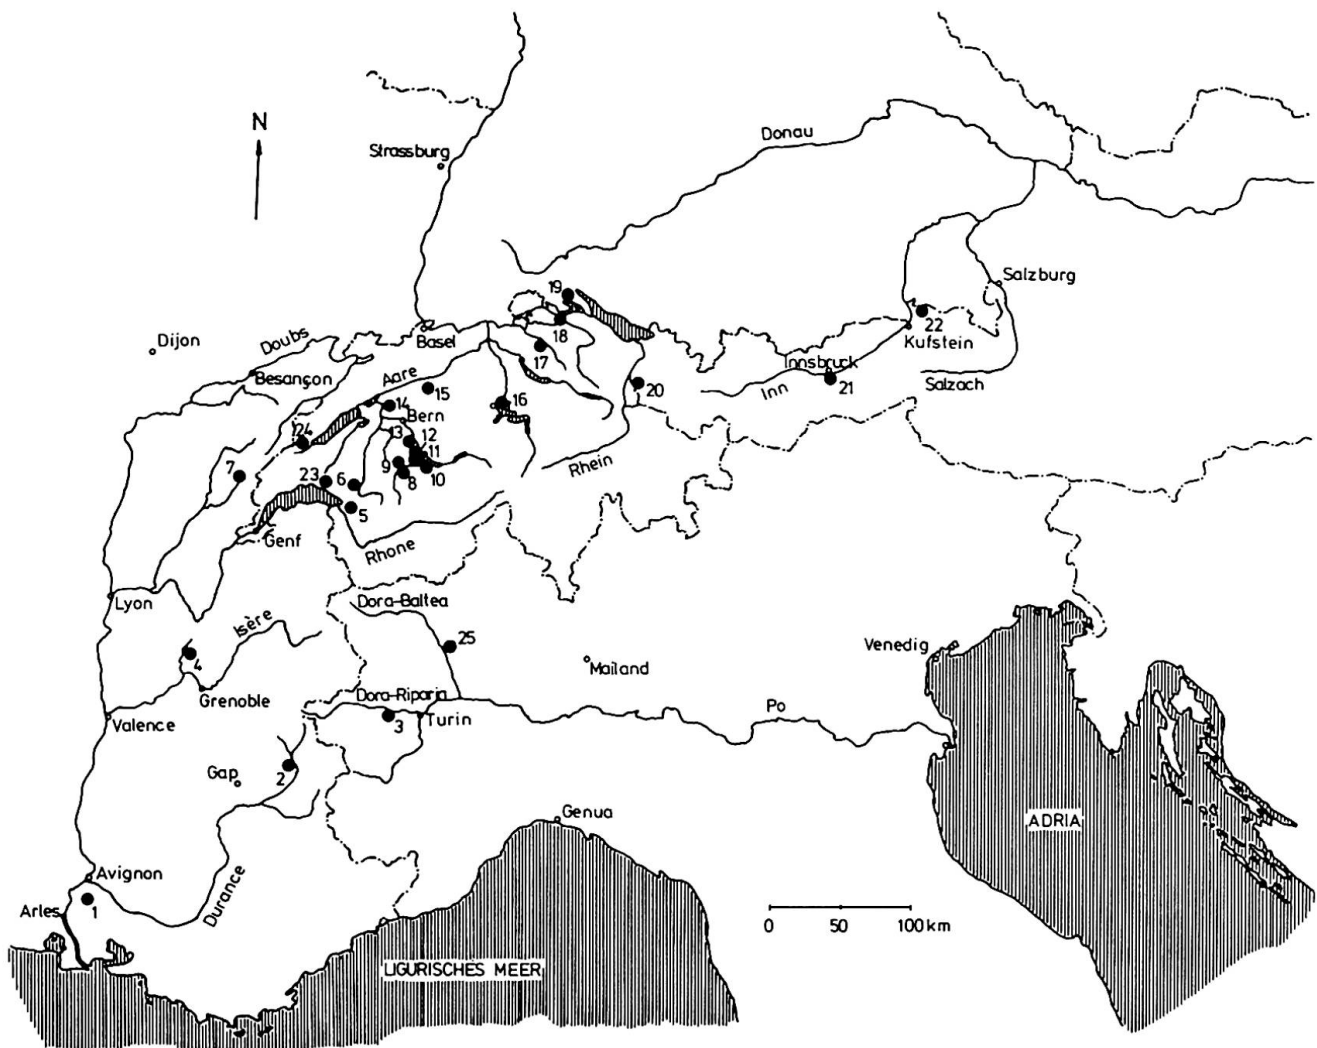 N
Strassburg
Donau
Salzburg
19
18
22
Kufstein
Dijon
Doubs
Basel
17
Innsbruck
Besançon
Aare
15
20
Inn
21
Salzach
14
Bern
16
24
13
12
11
7
9
10
23
6
8
Rhein
5
Genf
Rhone
Lyon
Dora-Baltea
Isère
25
Venedig
4
Mailand
Grenoble
Dora-Riparia
Po
Valence
3
Turin
Gap
2
Genua
ADRIA
Avignon
Durance
Arles
1
0 50 100km
LIGURISCHES MEER